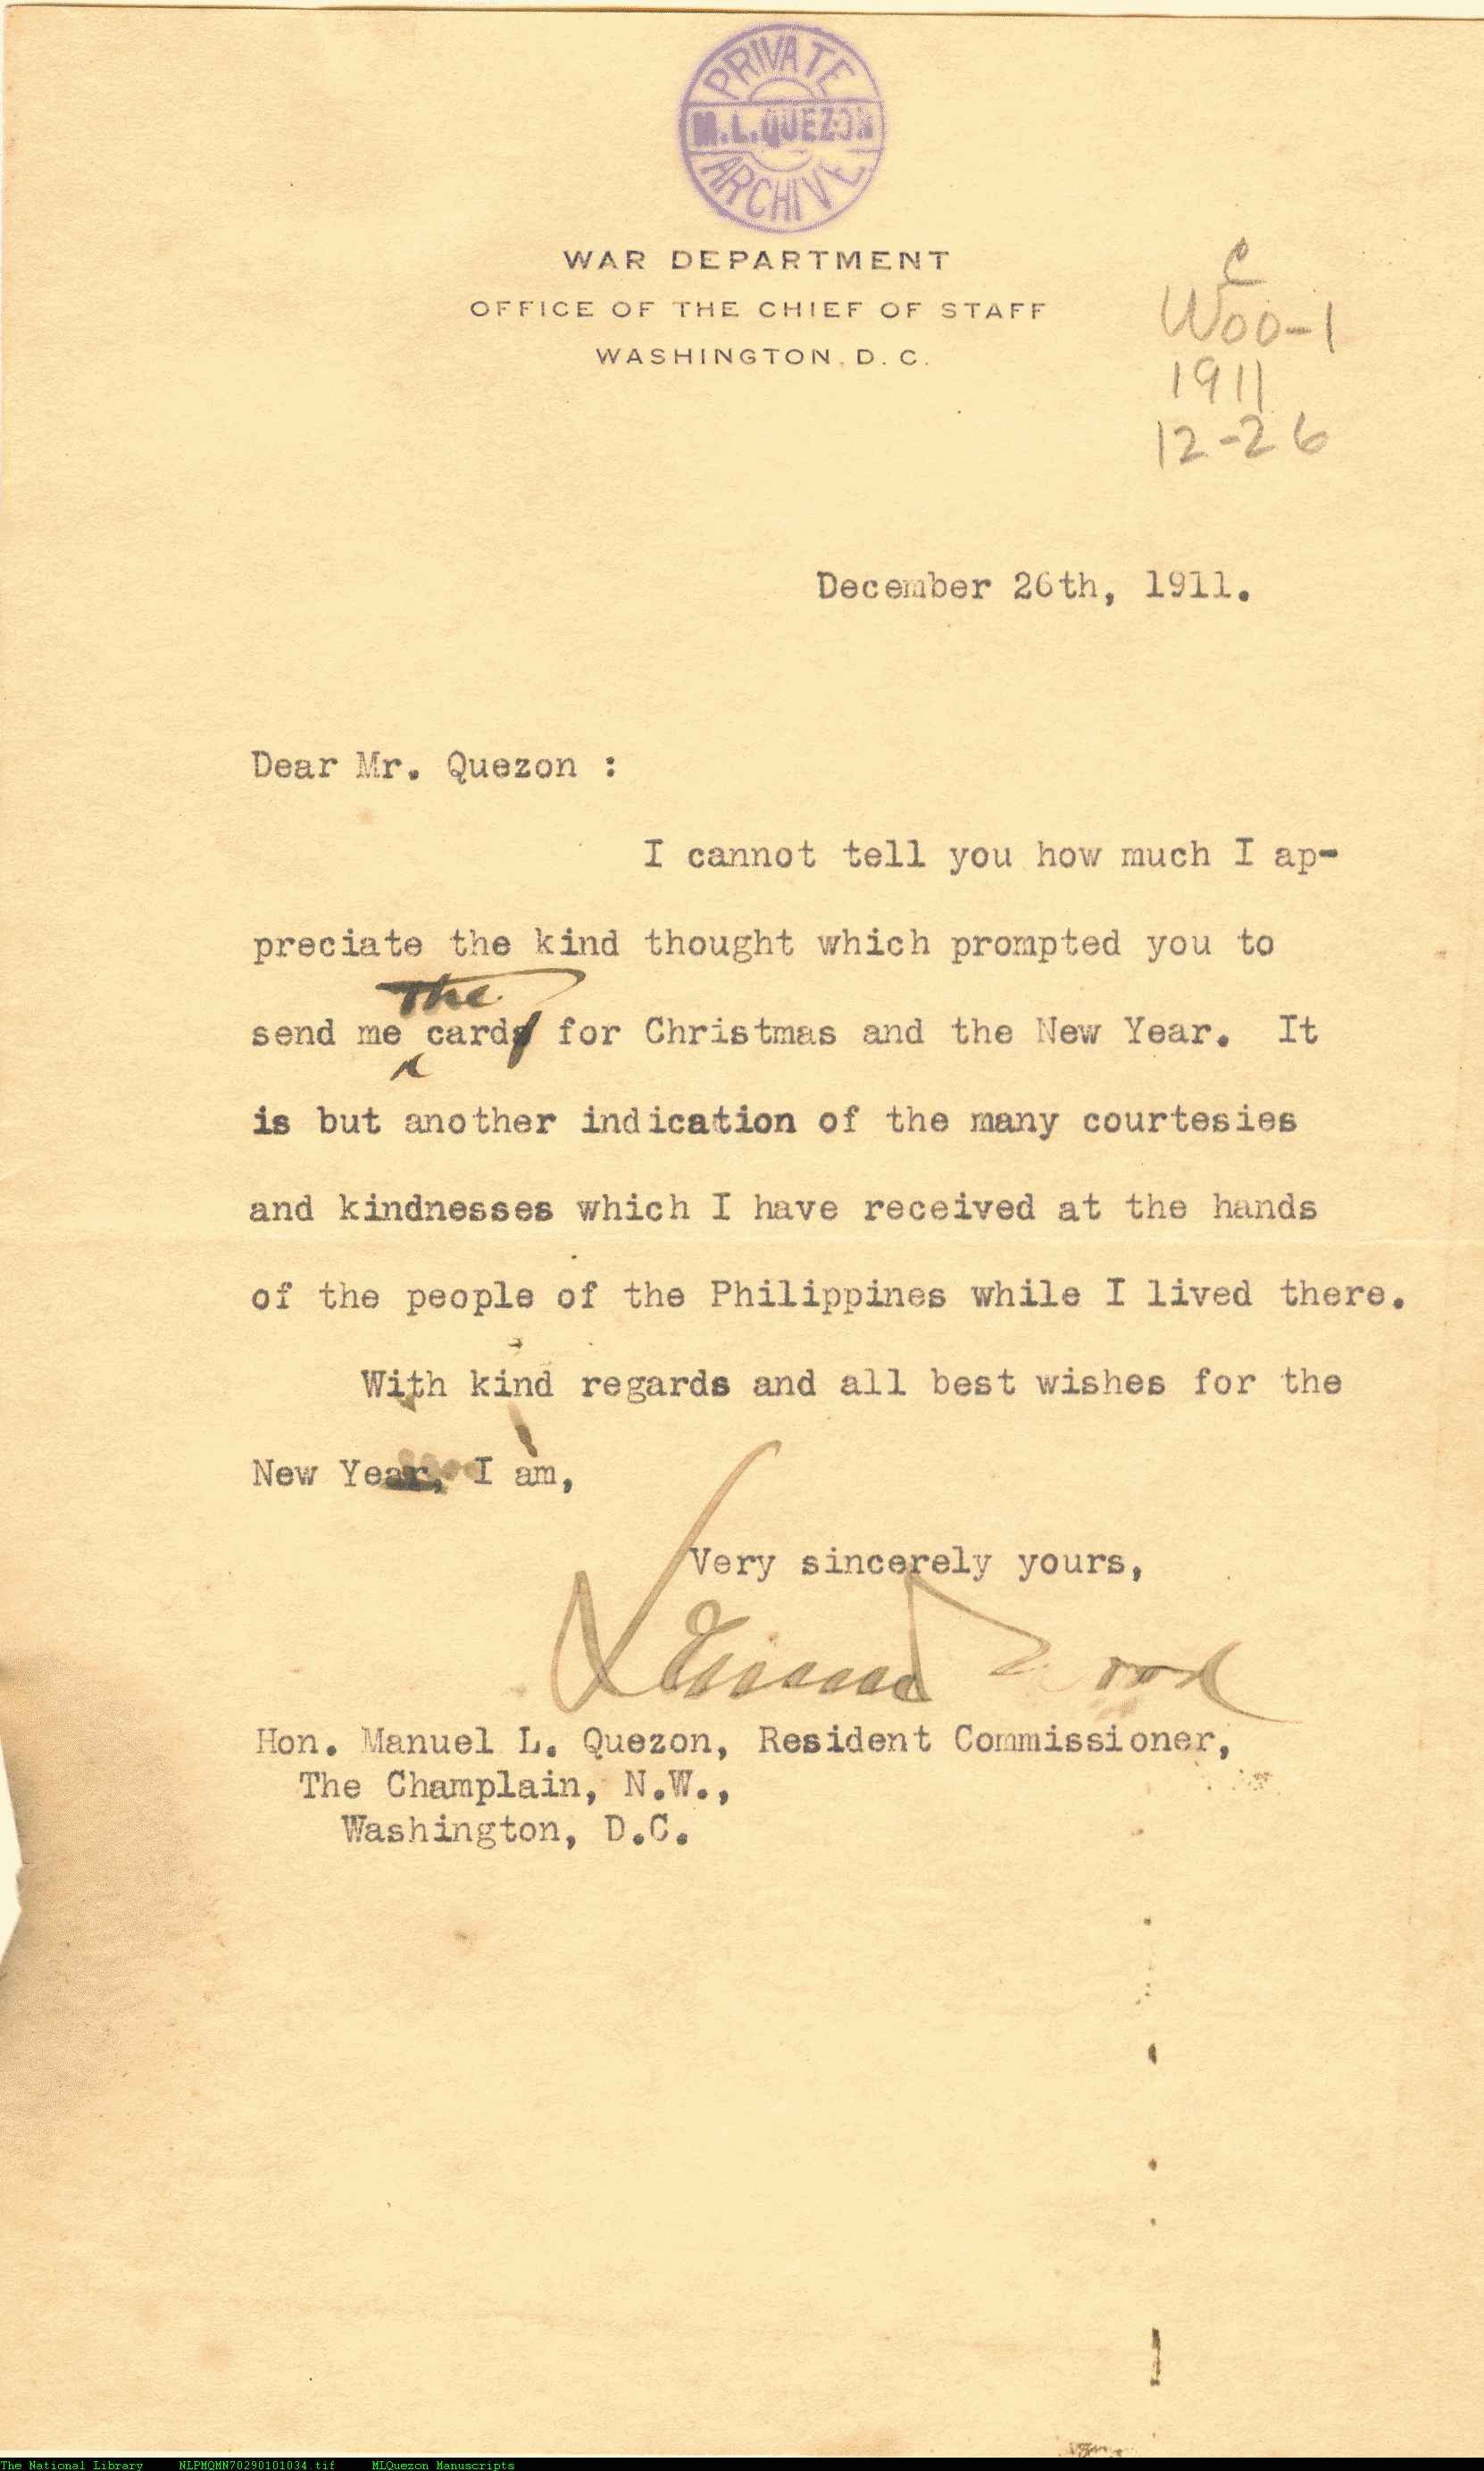 PRIVATE
M.L.QUEZON
ARCHIVE
WAR DEPARTMENT
OFFICE OF THE CHIEF OF STAFF
WASHINGTON, D. C.
C
Woo-1
1911
12-26
December 26th, 1911.
Dear Mr. Quezon :
I cannot tell you how much I ap-
preciate the kind thought which prompted you to
The
send me cards for Christmas and the New Year. It
is but another indication of the many courtesies
and kindnesses which I have received at the hands
of the people of the Philippines while I lived there.
With kind regards and all best wishes for the
New Year, I am,
Very sincerely yours,
Leonard Wood
Hon. Manuel L. Quezon, Resident Commissioner,
The Champlain, N.W.,
Washington, D.C.
The National Library NLPMQMN70290101034.tif MLQuezon Manuscripts